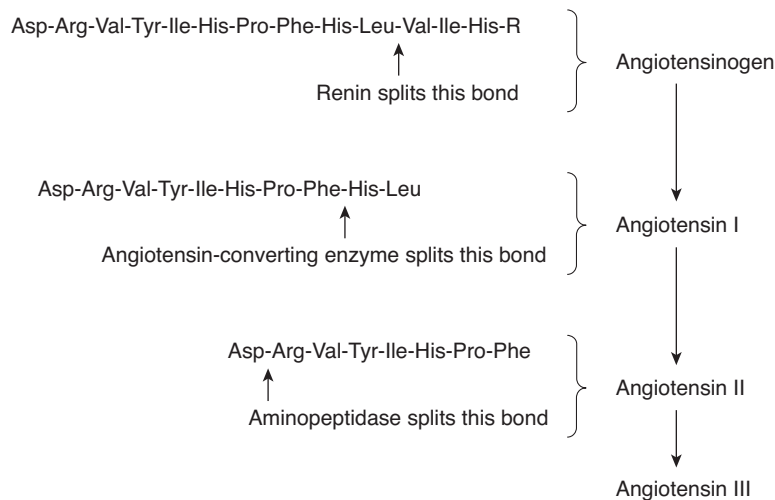 Asp-Arg-Val-Tyr-Ile-His-Pro-Phe-His-Leu-Val-Ile-His-R
Renin splits this bond
Angiotensinogen
Asp-Arg-Val-Tyr-Ile-His-Pro-Phe-His-Leu
Angiotensin-converting enzyme splits this bond
Angiotensin I
Asp-Arg-Val-Tyr-Ile-His-Pro-Phe
Aminopeptidase splits this bond
Angiotensin II
Angiotensin III